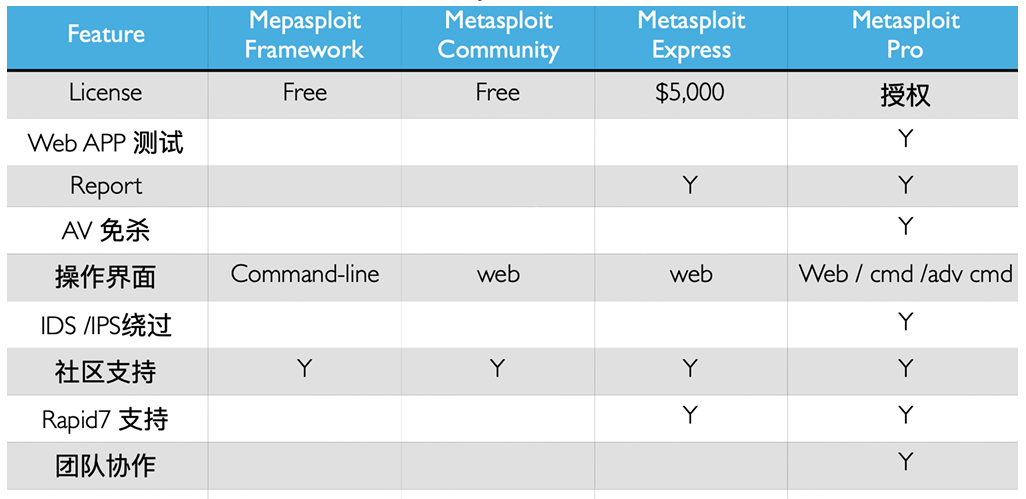 Feature Mepasploit Framework Metasploit Community Metasploit Express Metasploit Pro
License Free Free $5,000 授权
Web APP 测试 Y
Report Y Y
AV 免杀 Y
操作界面 Command-line web web Web / cmd /adv cmd
IDS /IPS绕过 Y
社区支持 Y Y Y Y
Rapid7 支持 Y Y
团队协作 Y